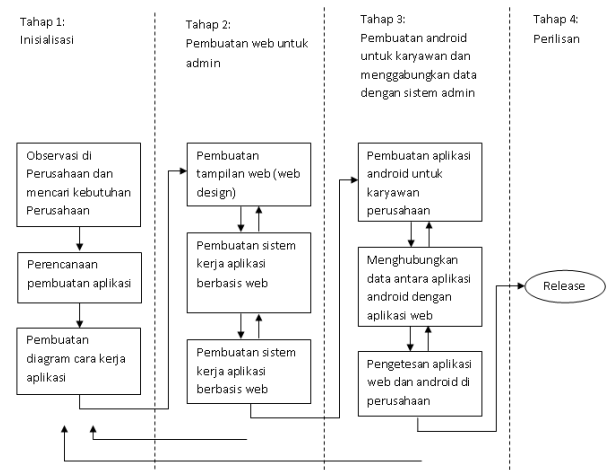 Tahap 1:
Inisialisasi
Tahap 2:
Pembuatan web untuk
admin
Tahap 3:
Pembuatan android
untuk karyawan dan
menggabungkan data
dengan sistem admin
Tahap 4:
Perilisan
Observasi di
Perusahaan dan
mencari kebutuhan
Perusahaan
Perencanaan
pembuatan aplikasi
Pembuatan
diagram cara kerja
aplikasi
Pembuatan
tampilan web (web
design)
Pembuatan sistem
kerja aplikasi
berbasis web
Pembuatan sistem
kerja aplikasi
berbasis web
Pembuatan aplikasi
android untuk
karyawan
perusahaan
Menghubungkan
data antara aplikasi
android dengan
aplikasi web
Pengetesan aplikasi
web dan android di
perusahaan
Release